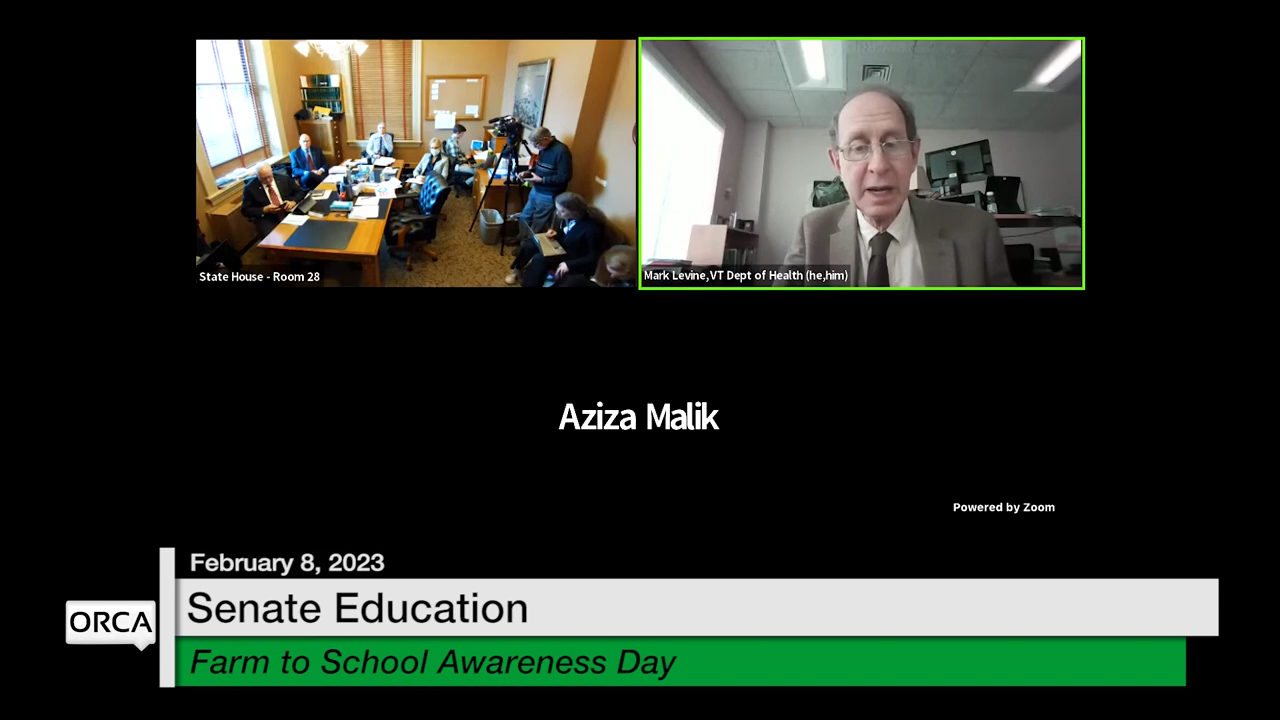 State House - Room 28
Mark Levine,VT Dept of Health (he,him)
Aziza Malik
Powered by Zoom
February 8, 2023
Senate Education
ORCA
Farm to School Awareness Day